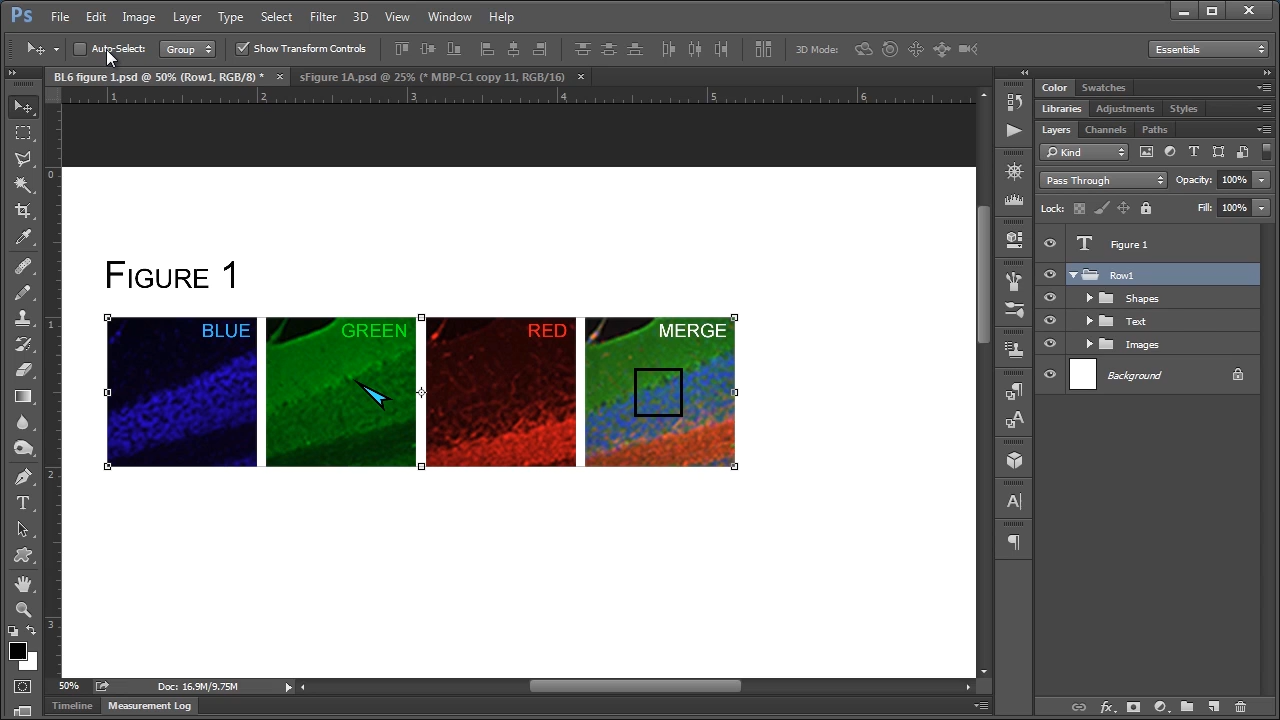 Ps File Edit Image Layer Type Select Filter 3D View Window Help
Auto-Select: Group Show Transform Controls 3D Mode: Essentials
BL6 figure 1.psd @ 50% (Row1, RGB/8) * × sFigure 1A.psd @ 25% (* MBP-C1 copy 11, RGB/16) ×
1 2 3 4 5 6
0
1
2
3
FIGURE 1
BLUE GREEN RED MERGE
50% Doc: 16.9M/9.75M
Timeline Measurement Log
Color Swatches
Libraries Adjustments Styles
Layers Channels Paths
Kind
Pass Through Opacity: 100%
Lock: Fill: 100%
Figure 1
Row1
Shapes
Text
Images
Background